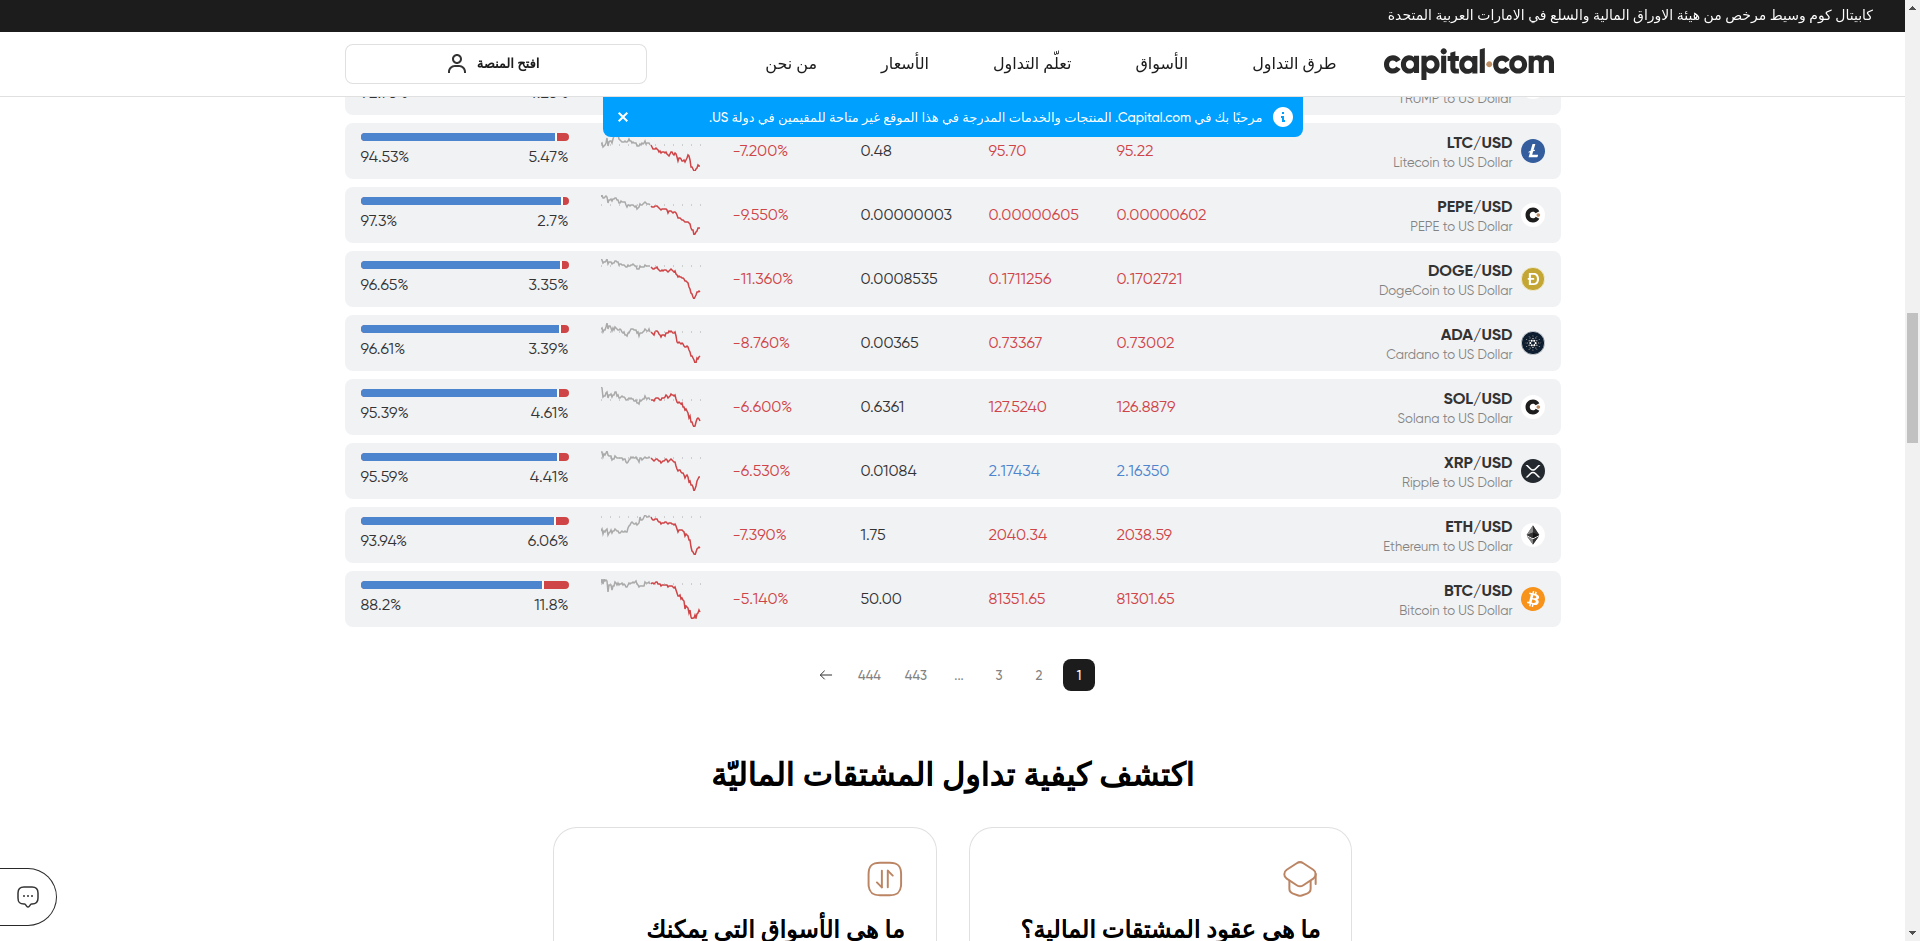 كابيتال كوم وسيط مرخص من هيئة الاوراق المالية والسلع في الامارات العربية المتحدة
capital.com
طرق التداول
الأسواق
تعلّم التداول
الأسعار
من نحن
افتح المنصة
مرحبًا بك في Capital.com. المنتجات والخدمات المدرجة في هذا الموقع غير متاحة للمقيمين في دولة US.
TRUMP to US Dollar
LTC/USD
Litecoin to US Dollar
95.22
95.70
0.48
-7.200%
5.47%
94.53%
PEPE/USD
PEPE to US Dollar
0.00000602
0.00000605
0.00000003
-9.550%
2.7%
97.3%
DOGE/USD
DogeCoin to US Dollar
0.1702721
0.1711256
0.0008535
-11.360%
3.35%
96.65%
ADA/USD
Cardano to US Dollar
0.73002
0.73367
0.00365
-8.760%
3.39%
96.61%
SOL/USD
Solana to US Dollar
126.8879
127.5240
0.6361
-6.600%
4.61%
95.39%
XRP/USD
Ripple to US Dollar
2.16350
2.17434
0.01084
-6.530%
4.41%
95.59%
ETH/USD
Ethereum to US Dollar
2038.59
2040.34
1.75
-7.390%
6.06%
93.94%
BTC/USD
Bitcoin to US Dollar
81301.65
81351.65
50.00
-5.140%
11.8%
88.2%
1
2
3
...
443
444
اكتشف كيفية تداول المشتقات الماليّة
ما هي عقود المشتقات المالية؟
ما هي الأسواق التي يمكنك